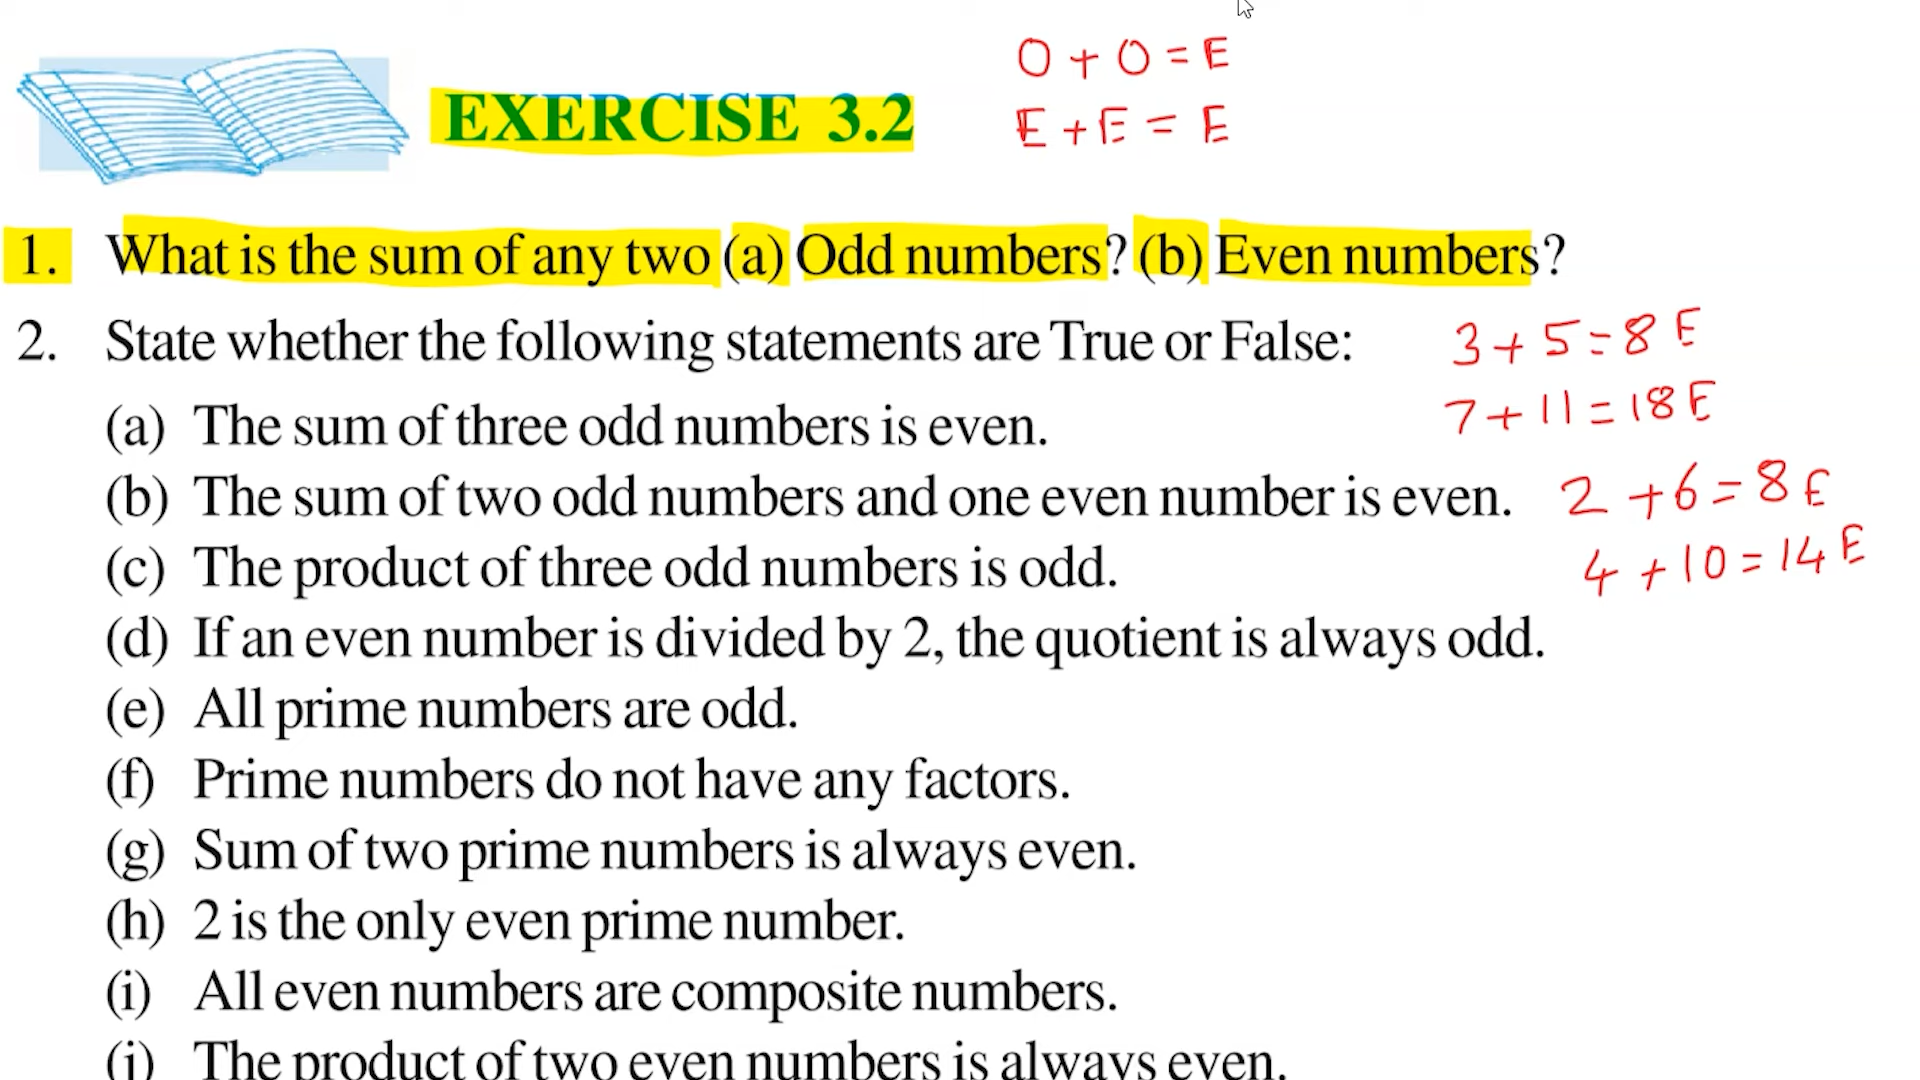 O + O = E
EXERCISE 3.2
E + E = E
1. What is the sum of any two (a) Odd numbers? (b) Even numbers?
2. State whether the following statements are True or False:
3 + 5 = 8 E
7 + 11 = 18 E
(a) The sum of three odd numbers is even.
(b) The sum of two odd numbers and one even number is even.
2 + 6 = 8 E
(c) The product of three odd numbers is odd.
4 + 10 = 14 E
(d) If an even number is divided by 2, the quotient is always odd.
(e) All prime numbers are odd.
(f) Prime numbers do not have any factors.
(g) Sum of two prime numbers is always even.
(h) 2 is the only even prime number.
(i) All even numbers are composite numbers.
(j) The product of two even numbers is always even.